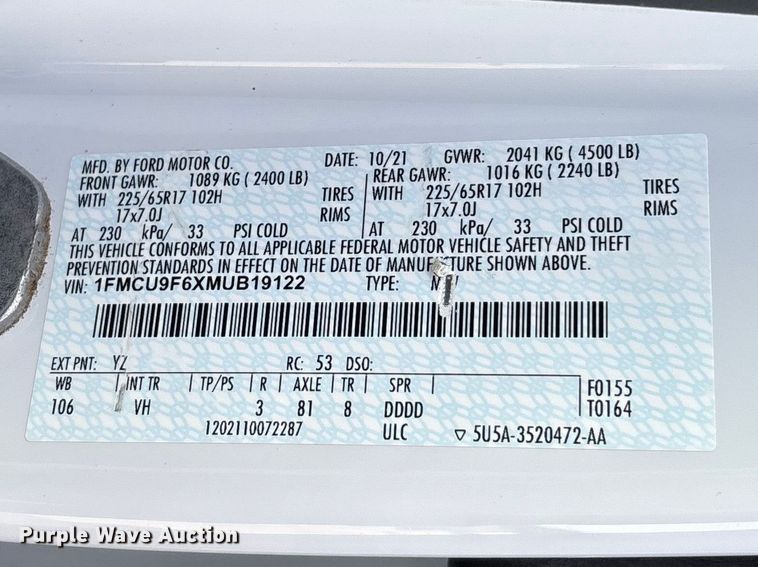 MFD. BY FORD MOTOR CO. DATE: 10/21 GVWR: 2041 KG ( 4500 LB)
FRONT GAWR: 1089 KG ( 2400 LB) REAR GAWR: 1016 KG ( 2240 LB)
WITH 225/65R17 102H TIRES WITH 225/65R17 102H TIRES
17x7.0J RIMS 17x7.0J RIMS
AT 230 kPa/ 33 PSI COLD AT 230 kPa/ 33 PSI COLD
THIS VEHICLE CONFORMS TO ALL APPLICABLE FEDERAL MOTOR VEHICLE SAFETY AND THEFT
PREVENTION STANDARDS IN EFFECT ON THE DATE OF MANUFACTURE SHOWN ABOVE.
VIN: 1FMCU9F6XMUB19122 TYPE:
EXT PNT: YZ RC: 53 DSO:
WB INT TR TP/PS R AXLE TR SPR F0155
106 VH 3 81 8 DDDD T0164
1202110072287 ULC ▽ 5U5A-3520472-AA
Purple Wave Auction